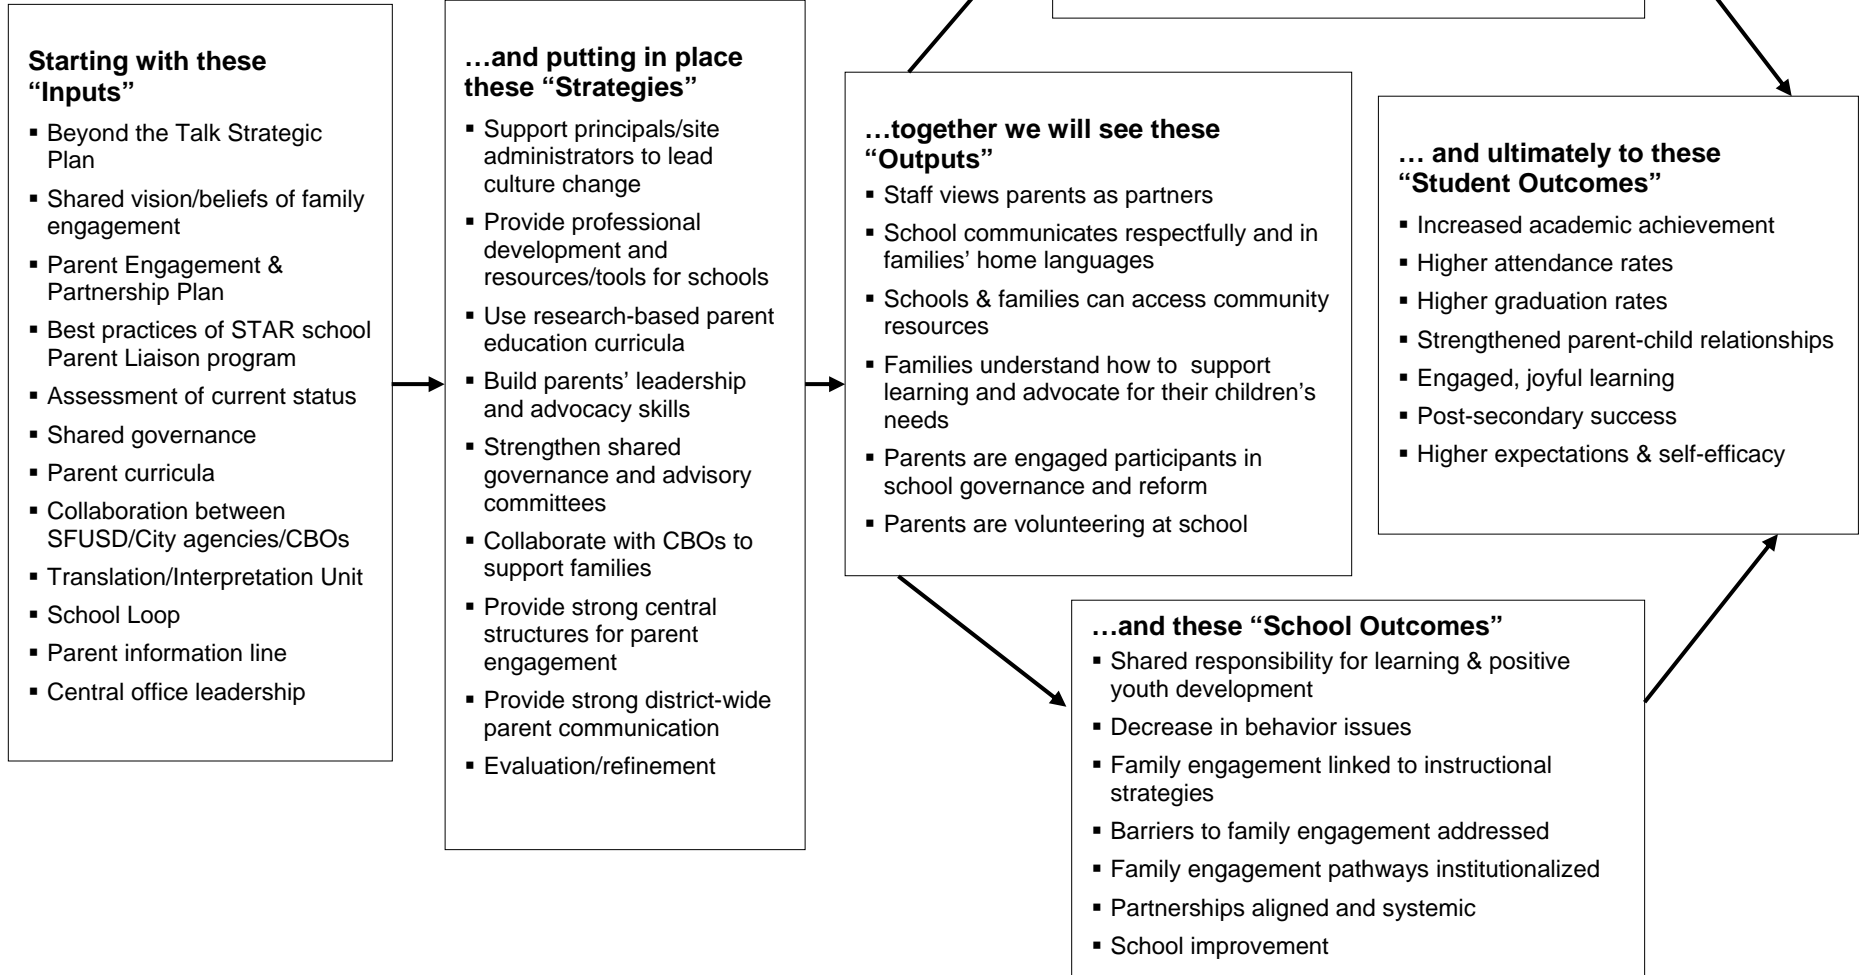 Starting with these
“Inputs”
▪ Beyond the Talk Strategic
Plan
▪ Shared vision/beliefs of family
engagement
▪ Parent Engagement &
Partnership Plan
▪ Best practices of STAR school
Parent Liaison program
▪ Assessment of current status
▪ Shared governance
▪ Parent curricula
▪ Collaboration between
SFUSD/City agencies/CBOs
▪ Translation/Interpretation Unit
▪ School Loop
▪ Parent information line
▪ Central office leadership
…and putting in place
these “Strategies”
▪ Support principals/site
administrators to lead
culture change
▪ Provide professional
development and
resources/tools for schools
▪ Use research-based parent
education curricula
▪ Build parents’ leadership
and advocacy skills
▪ Strengthen shared
governance and advisory
committees
▪ Collaborate with CBOs to
support families
▪ Provide strong central
structures for parent
engagement
▪ Provide strong district-wide
parent communication
▪ Evaluation/refinement
…together we will see these
“Outputs”
▪ Staff views parents as partners
▪ School communicates respectfully and in
families’ home languages
▪ Schools & families can access community
resources
▪ Families understand how to support
learning and advocate for their children’s
needs
▪ Parents are engaged participants in
school governance and reform
▪ Parents are volunteering at school
…and these “School Outcomes”
▪ Shared responsibility for learning & positive
youth development
▪ Decrease in behavior issues
▪ Family engagement linked to instructional
strategies
▪ Barriers to family engagement addressed
▪ Family engagement pathways institutionalized
▪ Partnerships aligned and systemic
▪ School improvement
… and ultimately to these
“Student Outcomes”
▪ Increased academic achievement
▪ Higher attendance rates
▪ Higher graduation rates
▪ Strengthened parent-child relationships
▪ Engaged, joyful learning
▪ Post-secondary success
▪ Higher expectations & self-efficacy